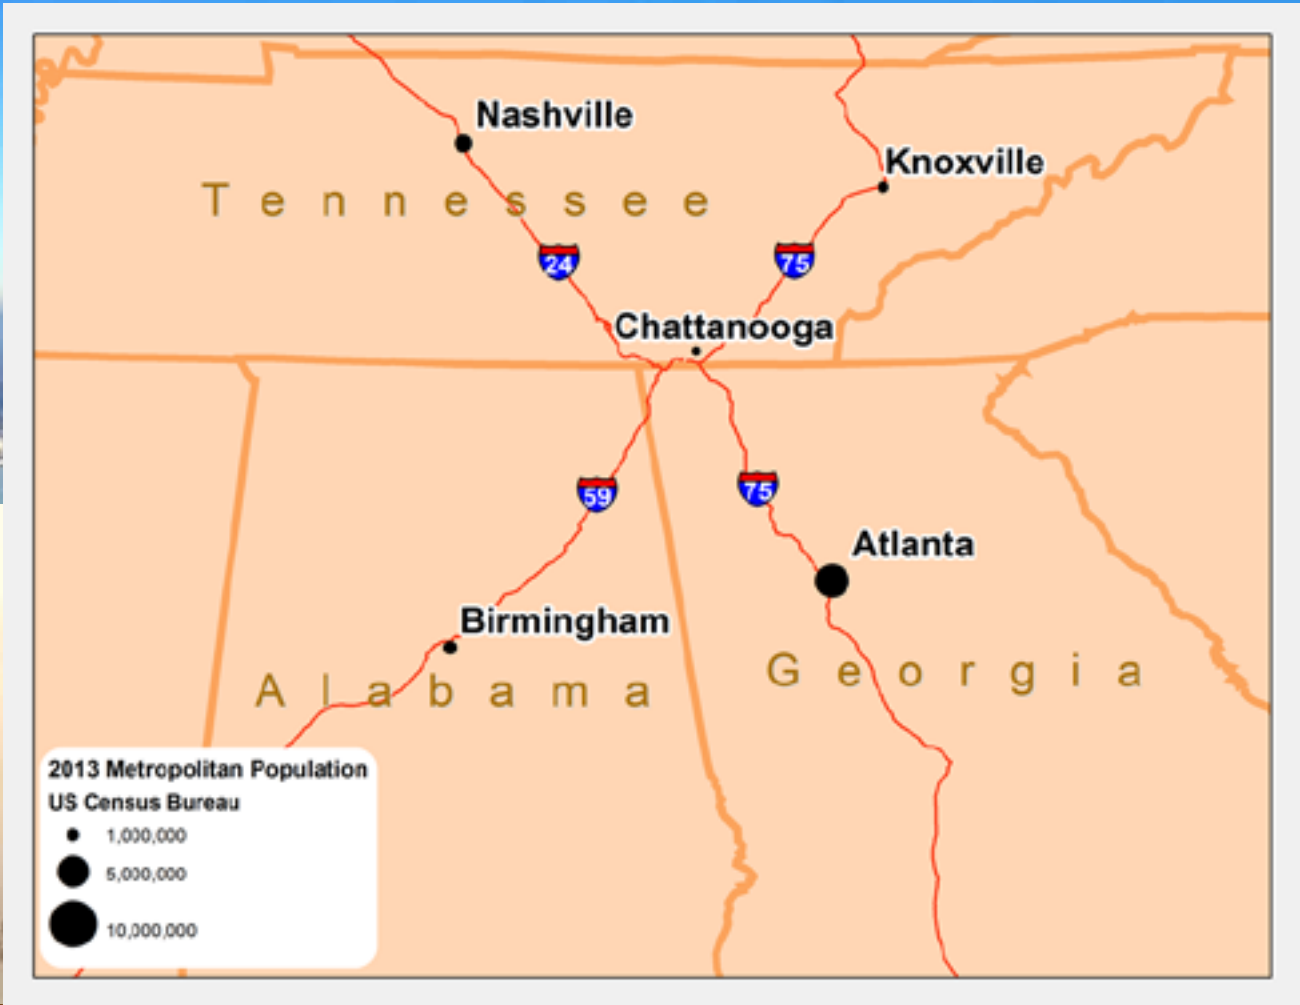 Nashville
Knoxville
Tennessee
24
75
Chattanooga
59
75
Atlanta
Birmingham
Georgia
Alabama
2013 Metropolitan Population
US Census Bureau
1,000,000
5,000,000
10,000,000